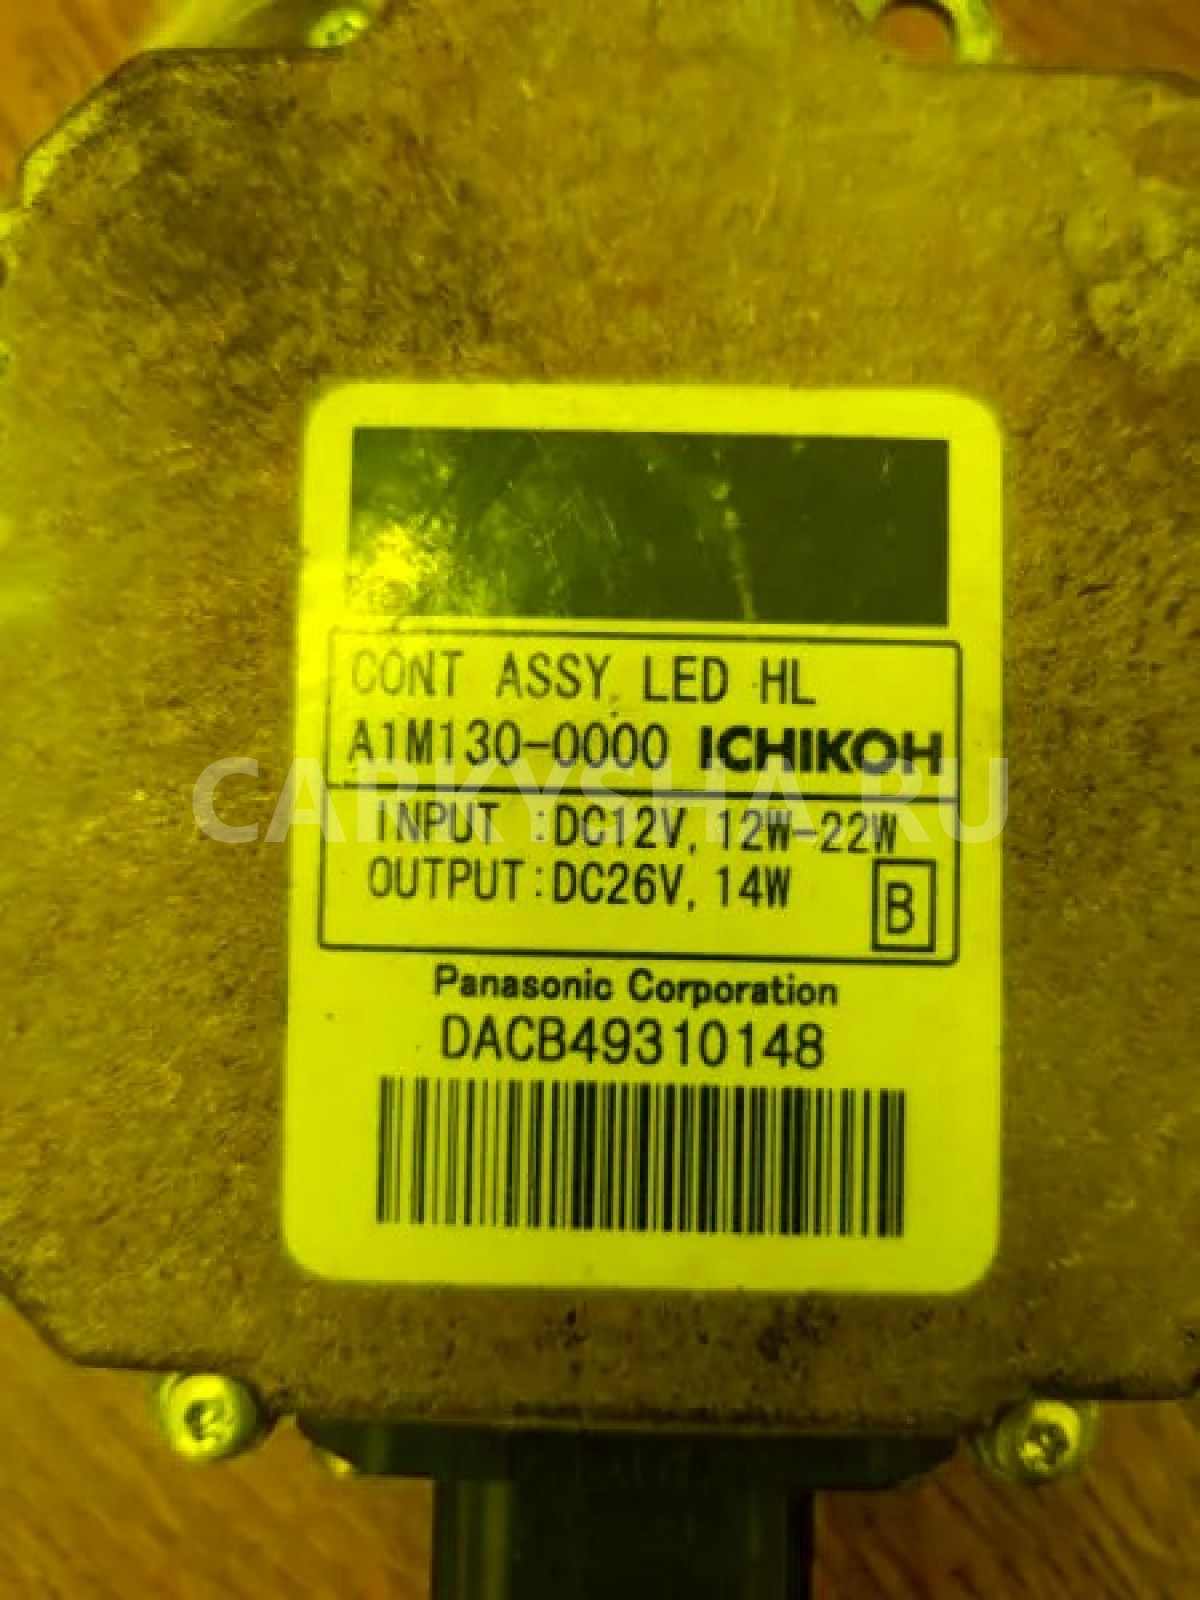 CONT ASSY, LED HL
A1M130-0000 ICHIKOH
CARKYSHA.RU
INPUT :DC12V, 12W-22W
OUTPUT:DC26V, 14W
B
Panasonic Corporation
DACB49310148